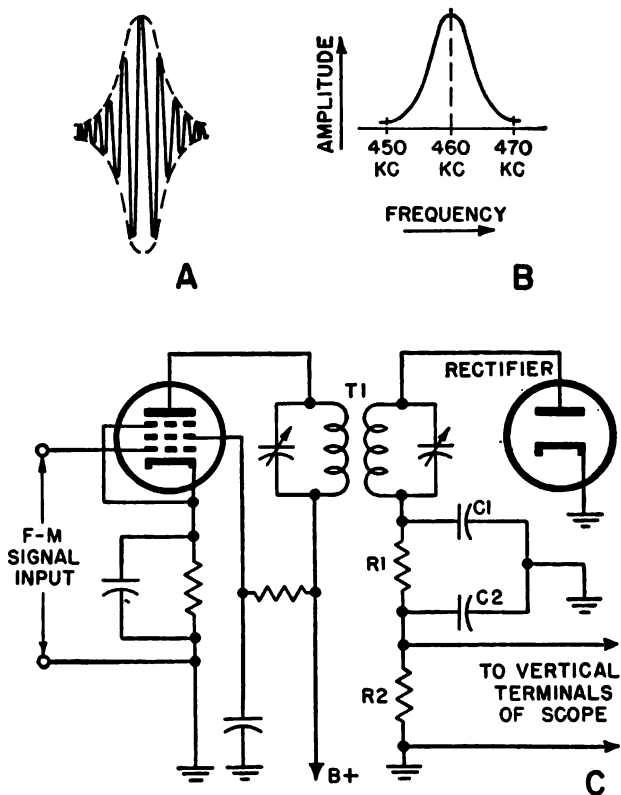 AMPLITUDE
450 KC
460 KC
470 KC
FREQUENCY
A
B
RECTIFIER
T1
F-M
SIGNAL
INPUT
C1
R1
C2
R2
TO VERTICAL
TERMINALS
OF SCOPE
B+
C